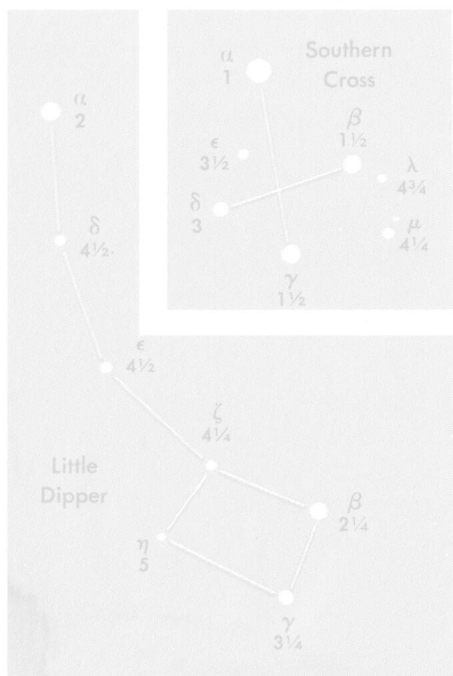 Southern
Cross
α
1
β
1½
ϵ
3½
λ
4¾
δ
3
μ
4¼
γ
1½
α
2
δ
4½
ϵ
4½
ζ
4¼
Little
Dipper
β
2¼
η
5
γ
3¼